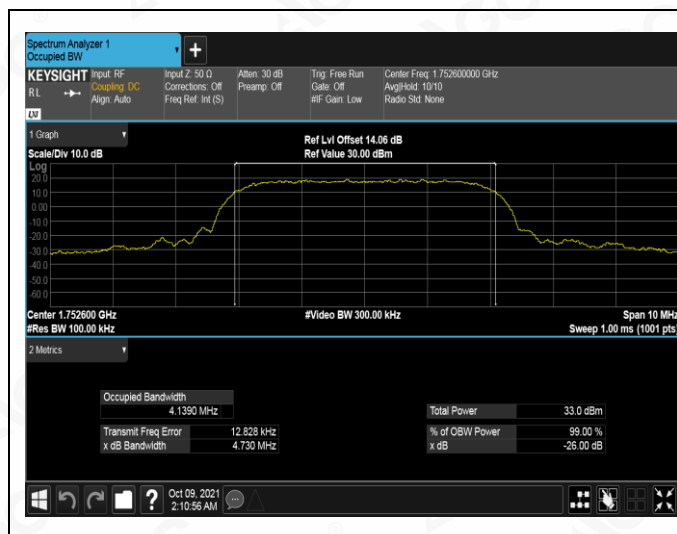 Spectrum Analyzer 1
Occupied BW
+
KEYSIGHT Input: RF Input Z: 50 Ω Atten: 30 dB Trig: Free Run Center Freq: 1.752600000 GHz
RL Coupling: DC Corrections: Off Preamp: Off Gate: Off Avg|Hold: 10/10
Align: Auto Freq Ref: Int (S) #IF Gain: Low Radio Std: None
LXI
1 Graph
Ref Lvl Offset 14.06 dB
Scale/Div 10.0 dB Ref Value 30.00 dBm
Log
20.0
10.0
0.00
-10.0
-20.0
-30.0
-40.0
-50.0
-60.0
Center 1.752600 GHz #Video BW 300.00 kHz Span 10 MHz
#Res BW 100.00 kHz Sweep 1.00 ms (1001 pts)
2 Metrics
Occupied Bandwidth
4.1390 MHz Total Power 33.0 dBm
Transmit Freq Error 12.828 kHz % of OBW Power 99.00 %
x dB Bandwidth 4.730 MHz x dB -26.00 dB
? Oct 09, 2021
2:10:56 AM